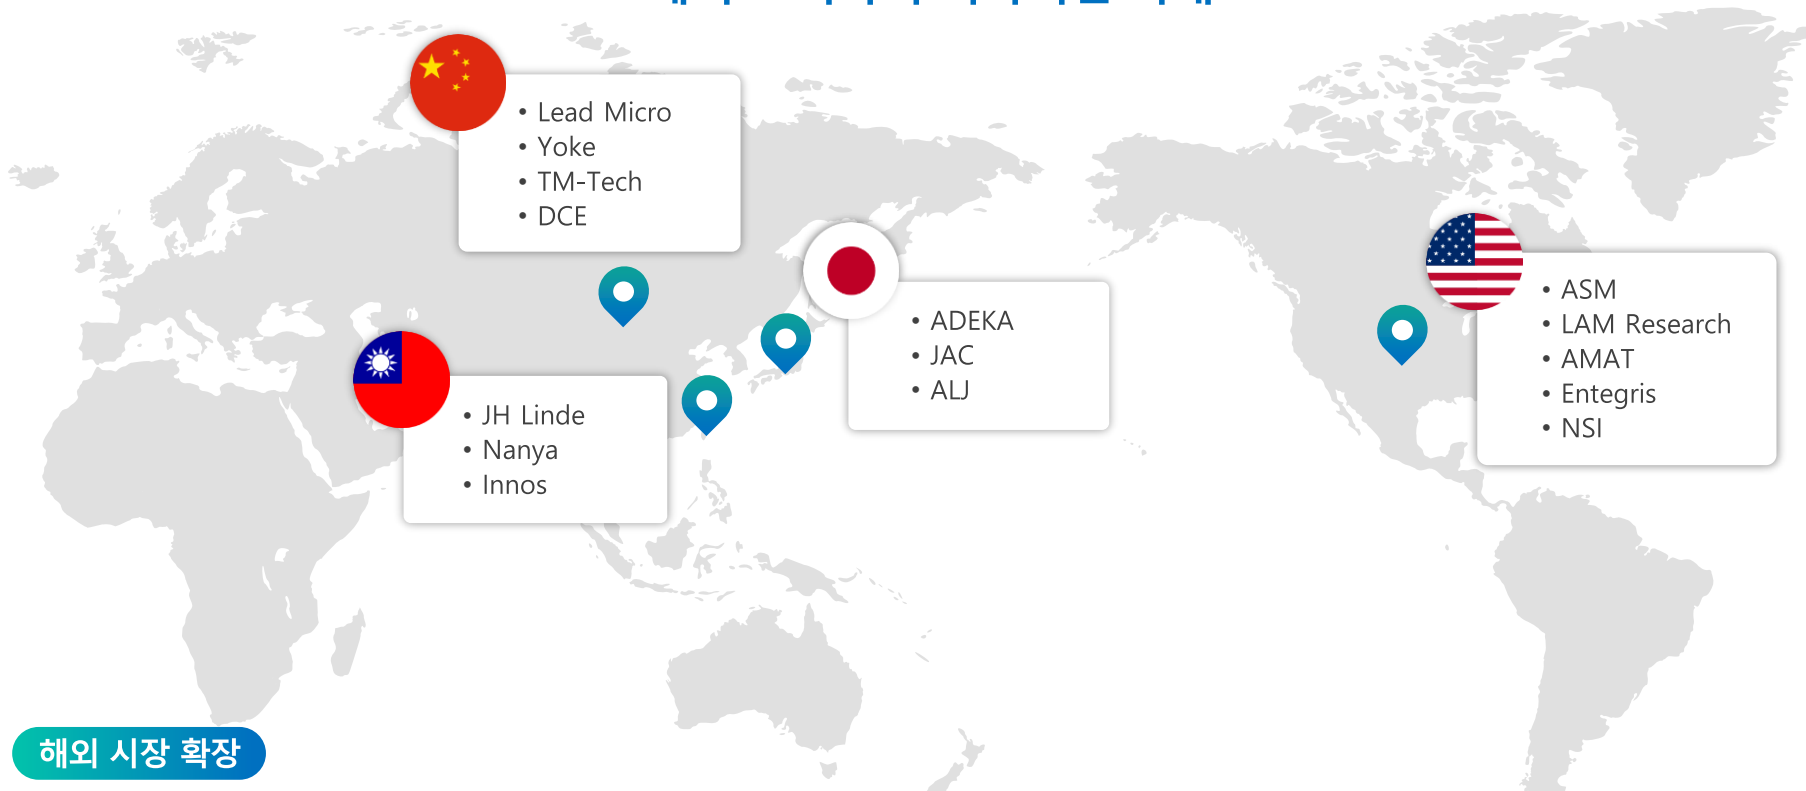 • Lead Micro
• Yoke
• TM-Tech
• DCE
• ADEKA
• JAC
• ALJ
• ASM
• LAM Research
• AMAT
• Entegris
• NSI
• JH Linde
• Nanya
• Innos
해외 시장 확장